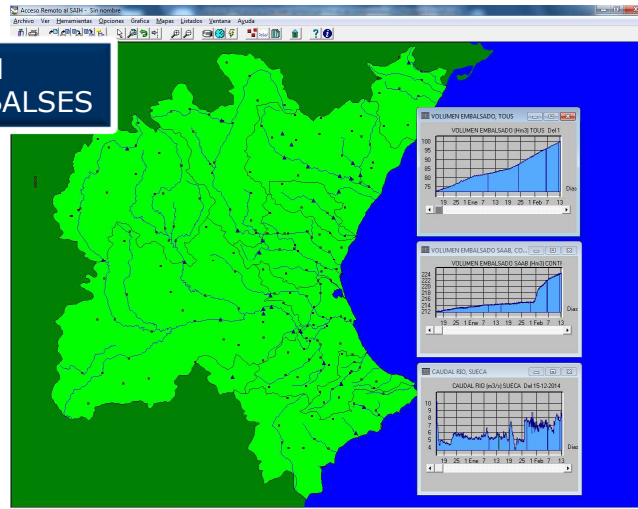 Acceso Remoto al SAIH - Sin nombre
Archivo Ver Herramientas Opciones Grafica Mapas Listados Ventana Ayuda
BALSES
VOLUMEN EMBALSADO, TOUS
VOLUMEN EMBALSADO (Hm3) TOUS Del 1
100
95
90
85
80
75
Dias
19 25 1 Ene 7 13 19 25 1 Feb 7 13
VOLUMEN EMBALSADO SAAB, CO...
VOLUMEN EMBALSADO SAAB (Hm3) CONTR
224
222
220
218
216
214
212
Dias
19 25 1 Ene 7 13 19 25 1 Feb 7 13
CAUDAL RIO, SUECA
CAUDAL RIO (m3/s) SUECA Del 15-12-2014
10
9
8
7
6
5
4
Dias
19 25 1 Ene 7 13 19 25 1 Feb 7 13